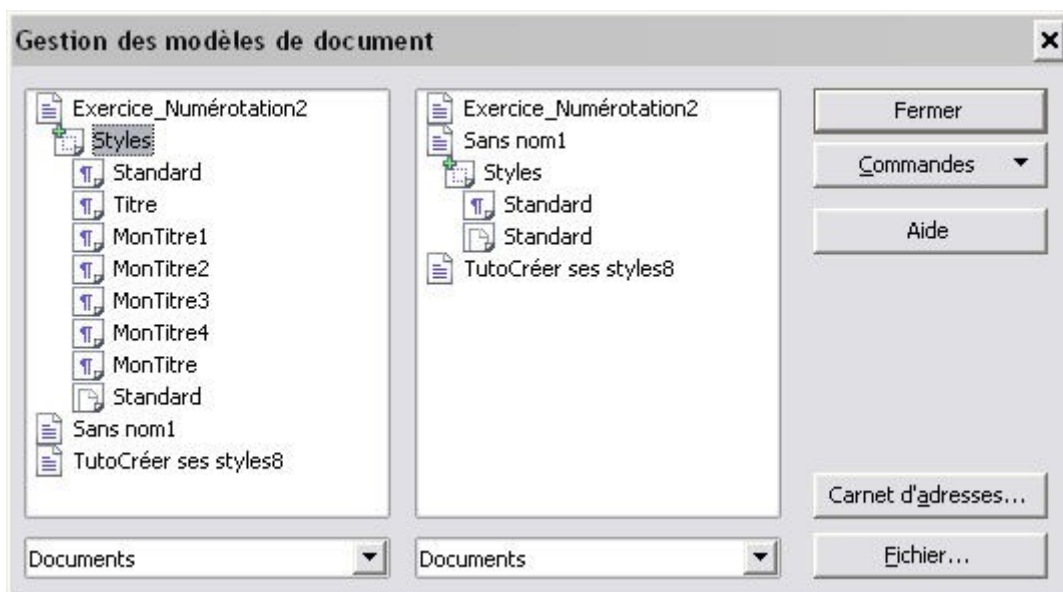 Gestion des modèles de document
Exercice_Numérotation2
Styles
Standard
Titre
MonTitre1
MonTitre2
MonTitre3
MonTitre4
MonTitre
Standard
Sans nom1
TutoCréer ses styles8
Documents
Exercice_Numérotation2
Sans nom1
Styles
Standard
Standard
TutoCréer ses styles8
Documents
Fermer
Commandes
Aide
Carnet d'adresses...
Fichier...